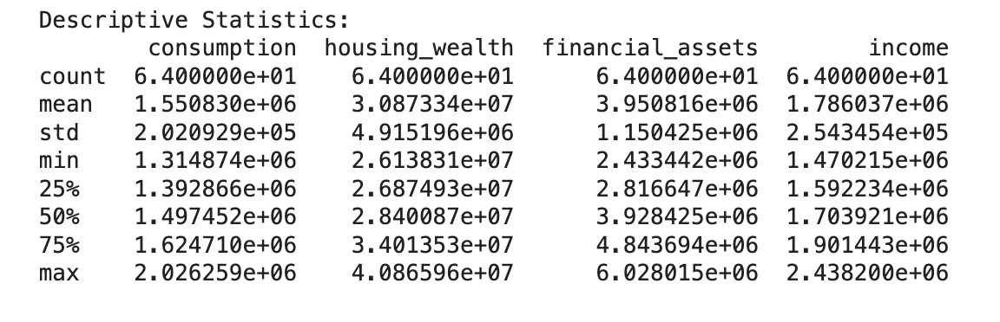 Descriptive Statistics:
consumption housing_wealth financial_assets income
count 6.400000e+01 6.400000e+01 6.400000e+01 6.400000e+01
mean 1.550830e+06 3.087334e+07 3.950816e+06 1.786037e+06
std 2.020929e+05 4.915196e+06 1.150425e+06 2.543454e+05
min 1.314874e+06 2.613831e+07 2.433442e+06 1.470215e+06
25% 1.392866e+06 2.687493e+07 2.816647e+06 1.592234e+06
50% 1.497452e+06 2.840087e+07 3.928425e+06 1.703921e+06
75% 1.624710e+06 3.401353e+07 4.843694e+06 1.901443e+06
max 2.026259e+06 4.086596e+07 6.028015e+06 2.438200e+06